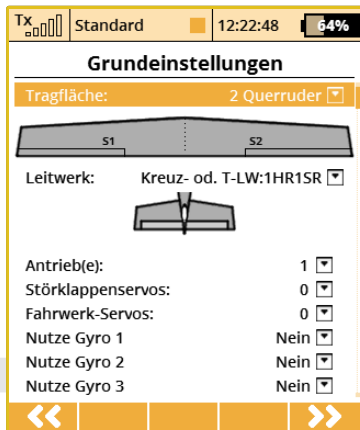 Tx Standard 12:22:48 64%
Grundeinstellungen
Tragfläche: 2 Querruder
S1 S2
Leitwerk: Kreuz- od. T-LW:1HR1SR
Antrieb(e): 1
Störklappenservos: 0
Fahrwerk-Servos: 0
Nutze Gyro 1 Nein
Nutze Gyro 2 Nein
Nutze Gyro 3 Nein